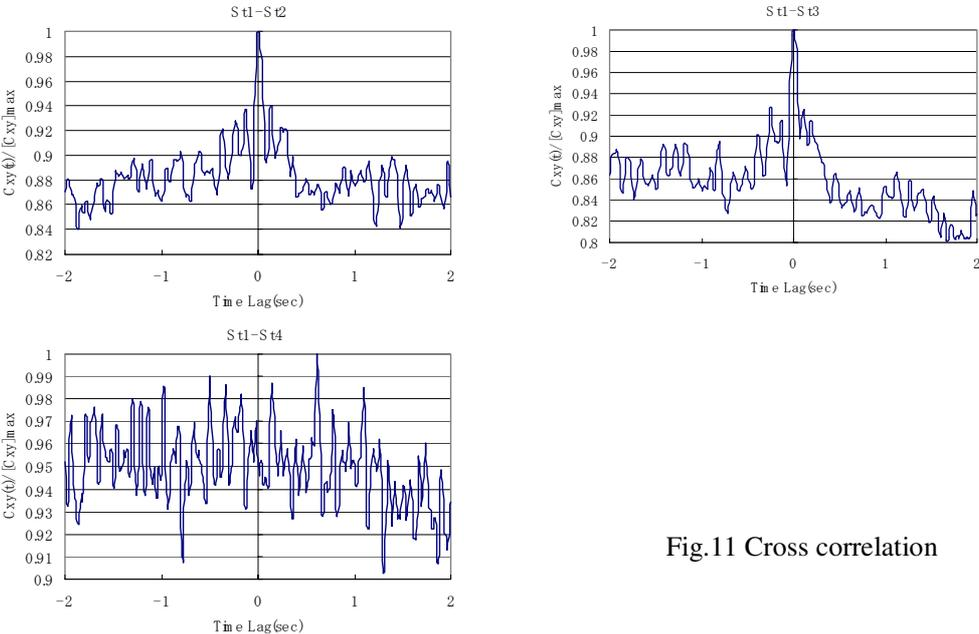 St1-St2
Cxy(t)/[Cxy]max
1
0.98
0.96
0.94
0.92
0.9
0.88
0.86
0.84
0.82
-2 -1 0 1 2
Time Lag(sec)
St1-St3
Cxy(t)/[Cxy]max
1
0.98
0.96
0.94
0.92
0.9
0.88
0.86
0.84
0.82
0.8
-2 -1 0 1 2
Time Lag(sec)
St1-St4
Cxy(t)/[Cxy]max
1
0.99
0.98
0.97
0.96
0.95
0.94
0.93
0.92
0.91
0.9
-2 -1 0 1 2
Time Lag(sec)
Fig.11 Cross correlation